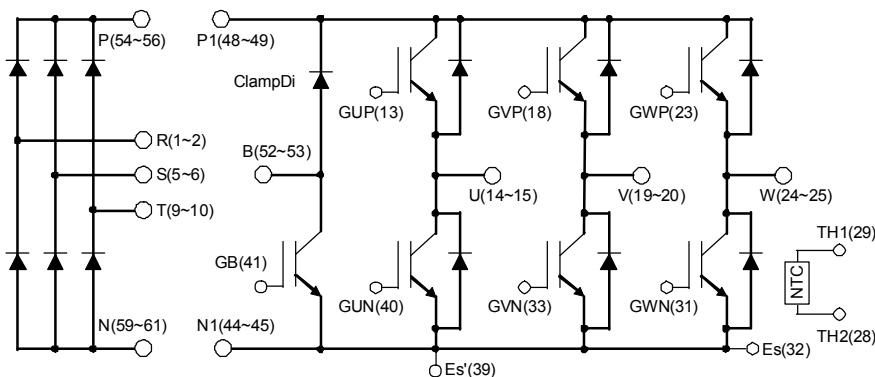 P(54~56)
P1(48~49)
ClampDi
GUP(13)
GVP(18)
GWP(23)
R(1~2)
B(52~53)
S(5~6)
U(14~15)
V(19~20)
W(24~25)
T(9~10)
TH1(29)
GB(41)
GUN(40)
GVN(33)
GWN(31)
NTC
N(59~61)
N1(44~45)
TH2(28)
Es(32)
Es'(39)